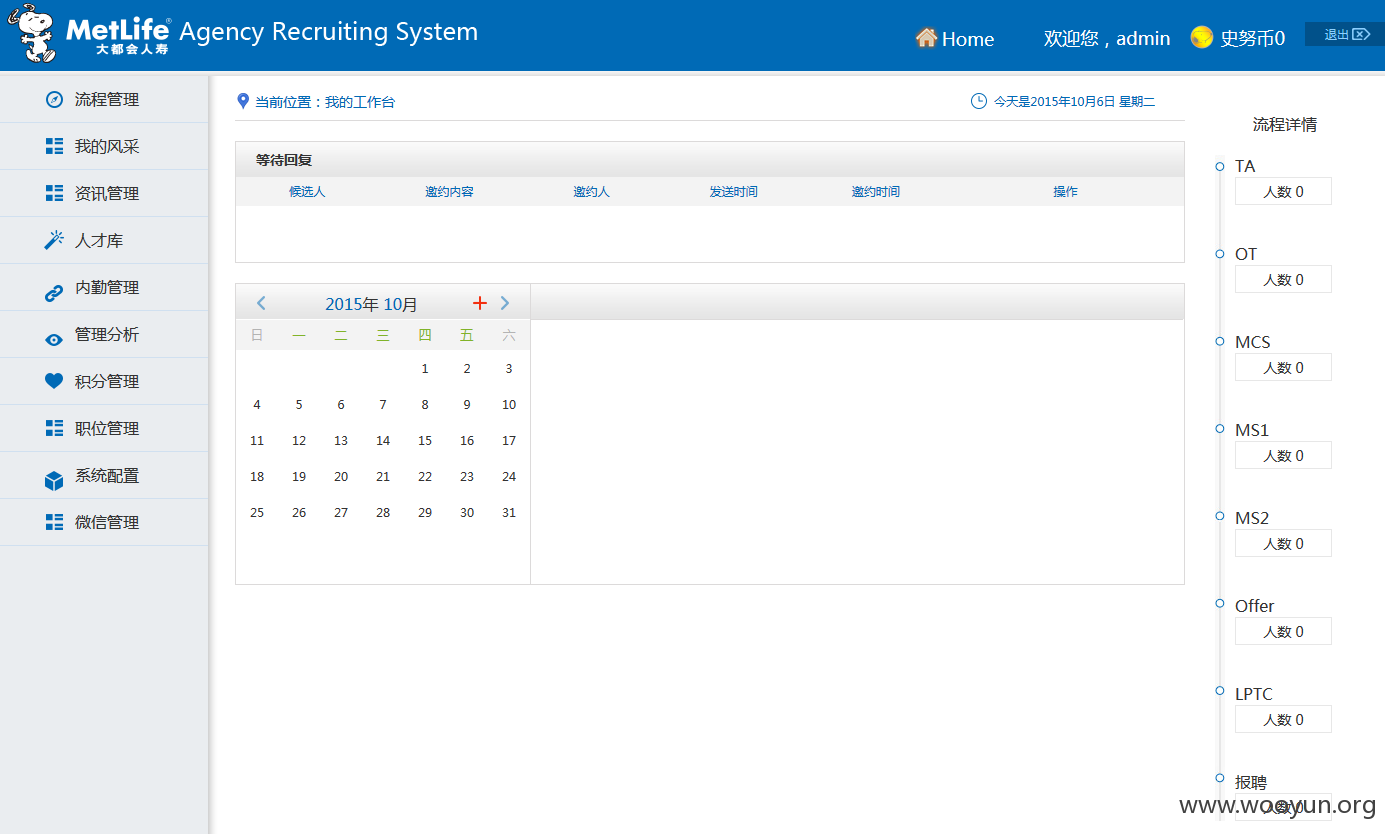 MetLife® Agency Recruiting System
大都会人寿
Home
欢迎您，admin
史努币0
退出
流程管理
我的风采
资讯管理
人才库
内勤管理
管理分析
积分管理
职位管理
系统配置
微信管理
当前位置：我的工作台
今天是2015年10月6日 星期二
等待回复
候选人 邀约内容 邀约人 发送时间 邀约时间 操作
2015年 10月
日 一 二 三 四 五 六
1 2 3
4 5 6 7 8 9 10
11 12 13 14 15 16 17
18 19 20 21 22 23 24
25 26 27 28 29 30 31
流程详情
TA
人数 0
OT
人数 0
MCS
人数 0
MS1
人数 0
MS2
人数 0
Offer
人数 0
LPTC
人数 0
报聘
人数 0
www.wooyun.org